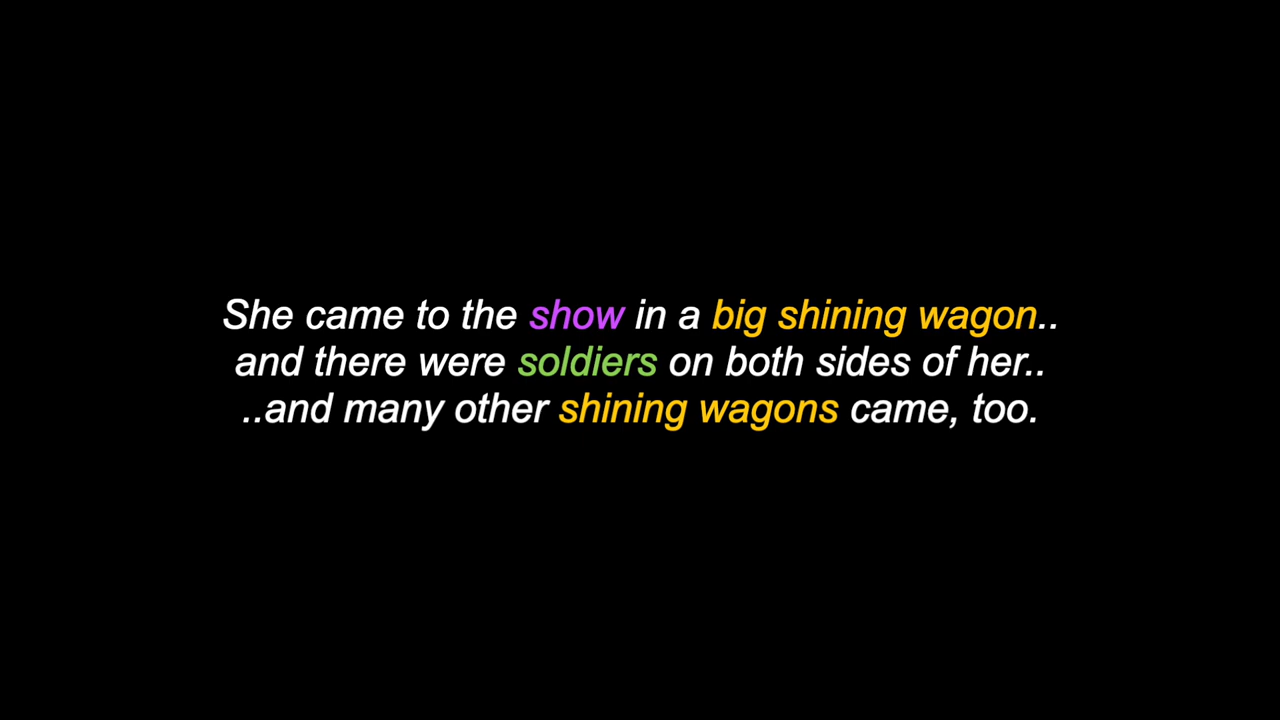 She came to the show in a big shining wagon..
and there were soldiers on both sides of her..
..and many other shining wagons came, too.